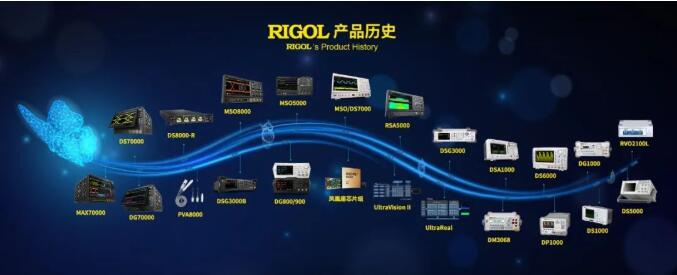 RIGOL 产品历史
RIGOL's Product History
DS70000
DS8000-R
MSO8000
MSO5000
MSO/DS7000
RSA5000
DSG3000
DSA1000
DS6000
DG1000
RVO2100L
MAX70000
DG70000
PVA8000
DSG3000B
DG800/900
凤凰座芯片组
UltraVision II
UltraReal
DM3068
DP1000
DS1000
DS5000